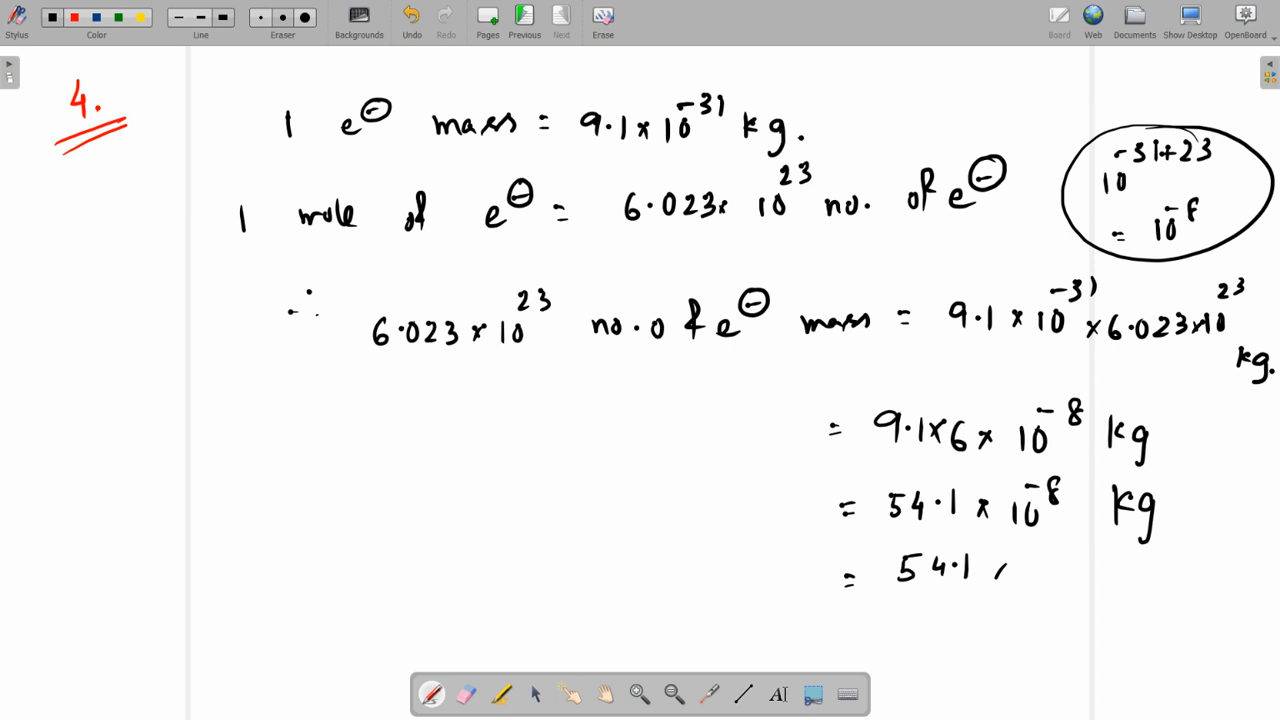 Stylus Color Line Eraser Backgrounds Undo Redo Pages Previous Next Erase Board Web Documents Show Desktop OpenBoard
4.
1 e⊖ mass = 9.1 × 10⁻³¹ kg.
1 mole of e⊖ = 6.023 × 10²³ no. of e⊖
10⁻³¹⁺²³
= 10⁻⁸
∴ 6.023 × 10²³ no. of e⊖ mass = 9.1 × 10⁻³¹ × 6.023 × 10²³
kg.
= 9.1 × 6 × 10⁻⁸ kg
= 54.1 × 10⁻⁸ kg
= 54.1